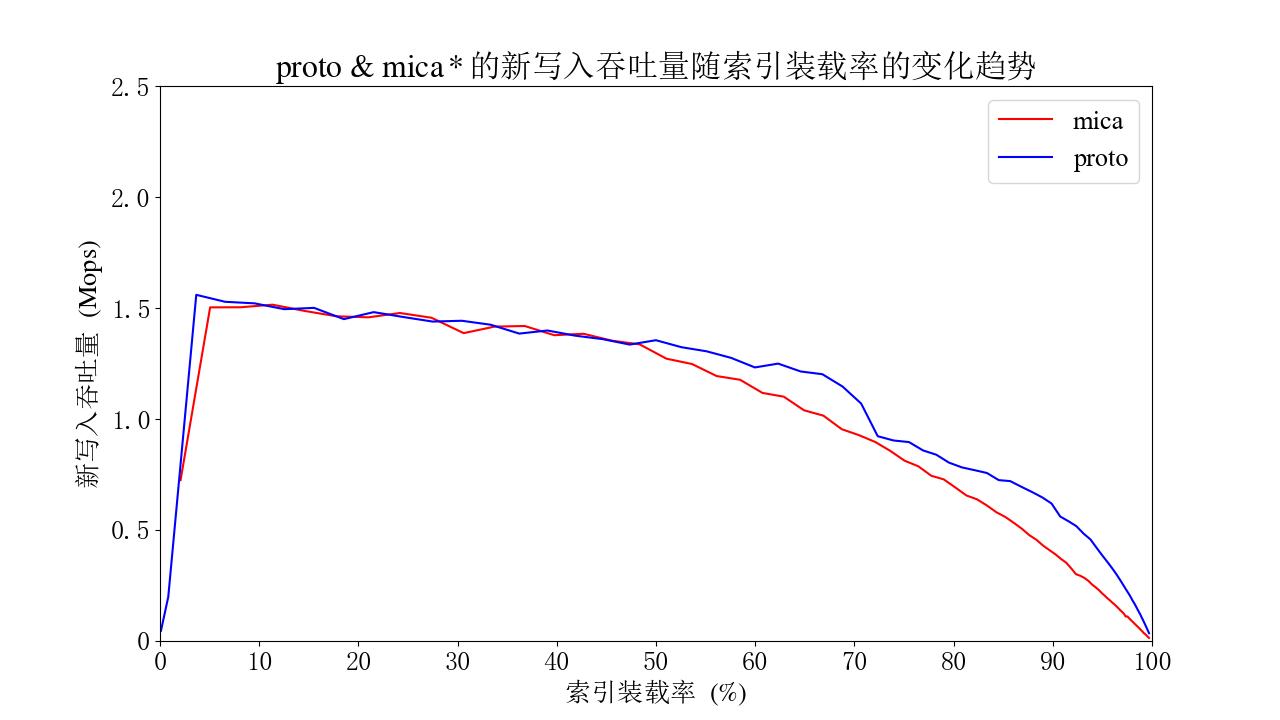 proto & mica * 的新写入吞吐量随索引装载率的变化趋势
mica
proto
新写入吞吐量 (Mops)
2.5
2.0
1.5
1.0
0.5
0
0 10 20 30 40 50 60 70 80 90 100
索引装载率 (%)